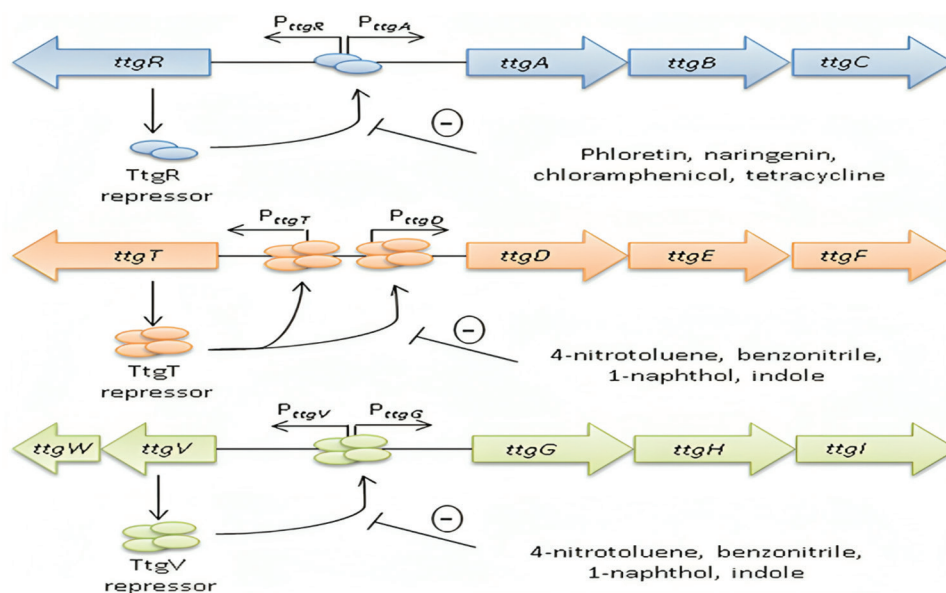 PttgR PttgA
ttgR ttgA ttgB ttgC
−
TtgR
repressor
Phloretin, naringenin,
chloramphenicol, tetracycline
PttgT PttgD
ttgT ttgD ttgE ttgF
−
TtgT
repressor
4-nitrotoluene, benzonitrile,
1-naphthol, indole
PttgV PttgG
ttgW ttgV ttgG ttgH ttgI
−
TtgV
repressor
4-nitrotoluene, benzonitrile,
1-naphthol, indole